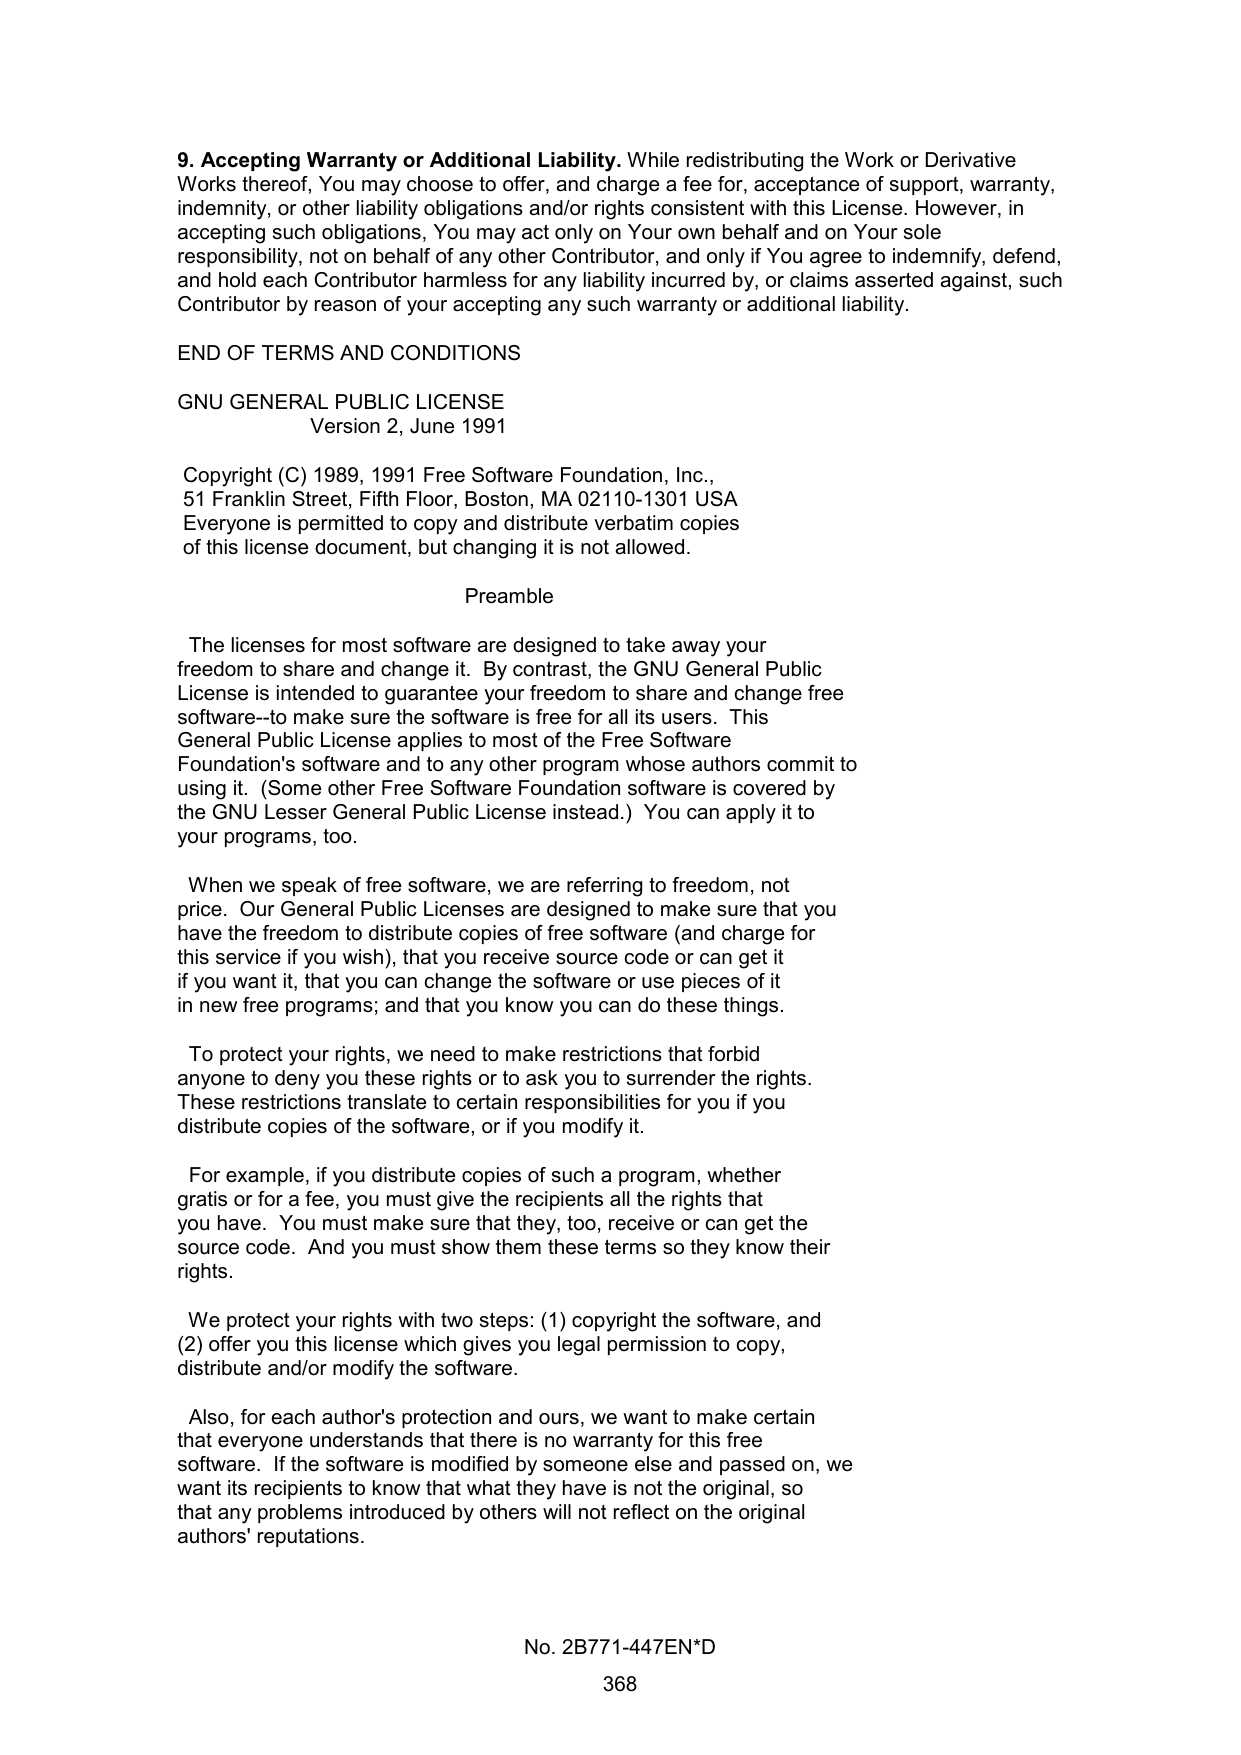 9. Accepting Warranty or Additional Liability. While redistributing the Work or Derivative
Works thereof, You may choose to offer, and charge a fee for, acceptance of support, warranty,
indemnity, or other liability obligations and/or rights consistent with this License. However, in
accepting such obligations, You may act only on Your own behalf and on Your sole
responsibility, not on behalf of any other Contributor, and only if You agree to indemnify, defend,
and hold each Contributor harmless for any liability incurred by, or claims asserted against, such
Contributor by reason of your accepting any such warranty or additional liability.
END OF TERMS AND CONDITIONS
GNU GENERAL PUBLIC LICENSE
Version 2, June 1991
Copyright (C) 1989, 1991 Free Software Foundation, Inc.,
51 Franklin Street, Fifth Floor, Boston, MA 02110-1301 USA
Everyone is permitted to copy and distribute verbatim copies
of this license document, but changing it is not allowed.
Preamble
The licenses for most software are designed to take away your
freedom to share and change it.  By contrast, the GNU General Public
License is intended to guarantee your freedom to share and change free
software--to make sure the software is free for all its users.  This
General Public License applies to most of the Free Software
Foundation's software and to any other program whose authors commit to
using it.  (Some other Free Software Foundation software is covered by
the GNU Lesser General Public License instead.)  You can apply it to
your programs, too.
When we speak of free software, we are referring to freedom, not
price.  Our General Public Licenses are designed to make sure that you
have the freedom to distribute copies of free software (and charge for
this service if you wish), that you receive source code or can get it
if you want it, that you can change the software or use pieces of it
in new free programs; and that you know you can do these things.
To protect your rights, we need to make restrictions that forbid
anyone to deny you these rights or to ask you to surrender the rights.
These restrictions translate to certain responsibilities for you if you
distribute copies of the software, or if you modify it.
For example, if you distribute copies of such a program, whether
gratis or for a fee, you must give the recipients all the rights that
you have.  You must make sure that they, too, receive or can get the
source code.  And you must show them these terms so they know their
rights.
We protect your rights with two steps: (1) copyright the software, and
(2) offer you this license which gives you legal permission to copy,
distribute and/or modify the software.
Also, for each author's protection and ours, we want to make certain
that everyone understands that there is no warranty for this free
software.  If the software is modified by someone else and passed on, we
want its recipients to know that what they have is not the original, so
that any problems introduced by others will not reflect on the original
authors' reputations.
No. 2B771-447EN*D
368